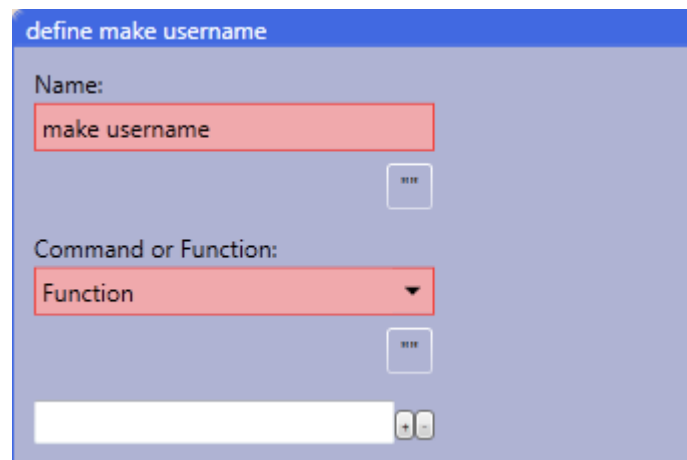 define make username
Name:
make username
""
Command or Function:
Function
""
+ -